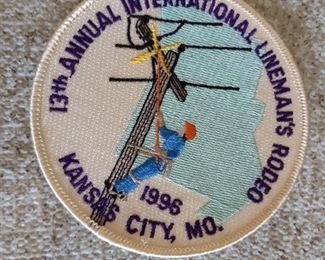 13th ANNUAL INTERNATIONAL LINEMAN'S RODEO
1996
KANSAS CITY, MO.